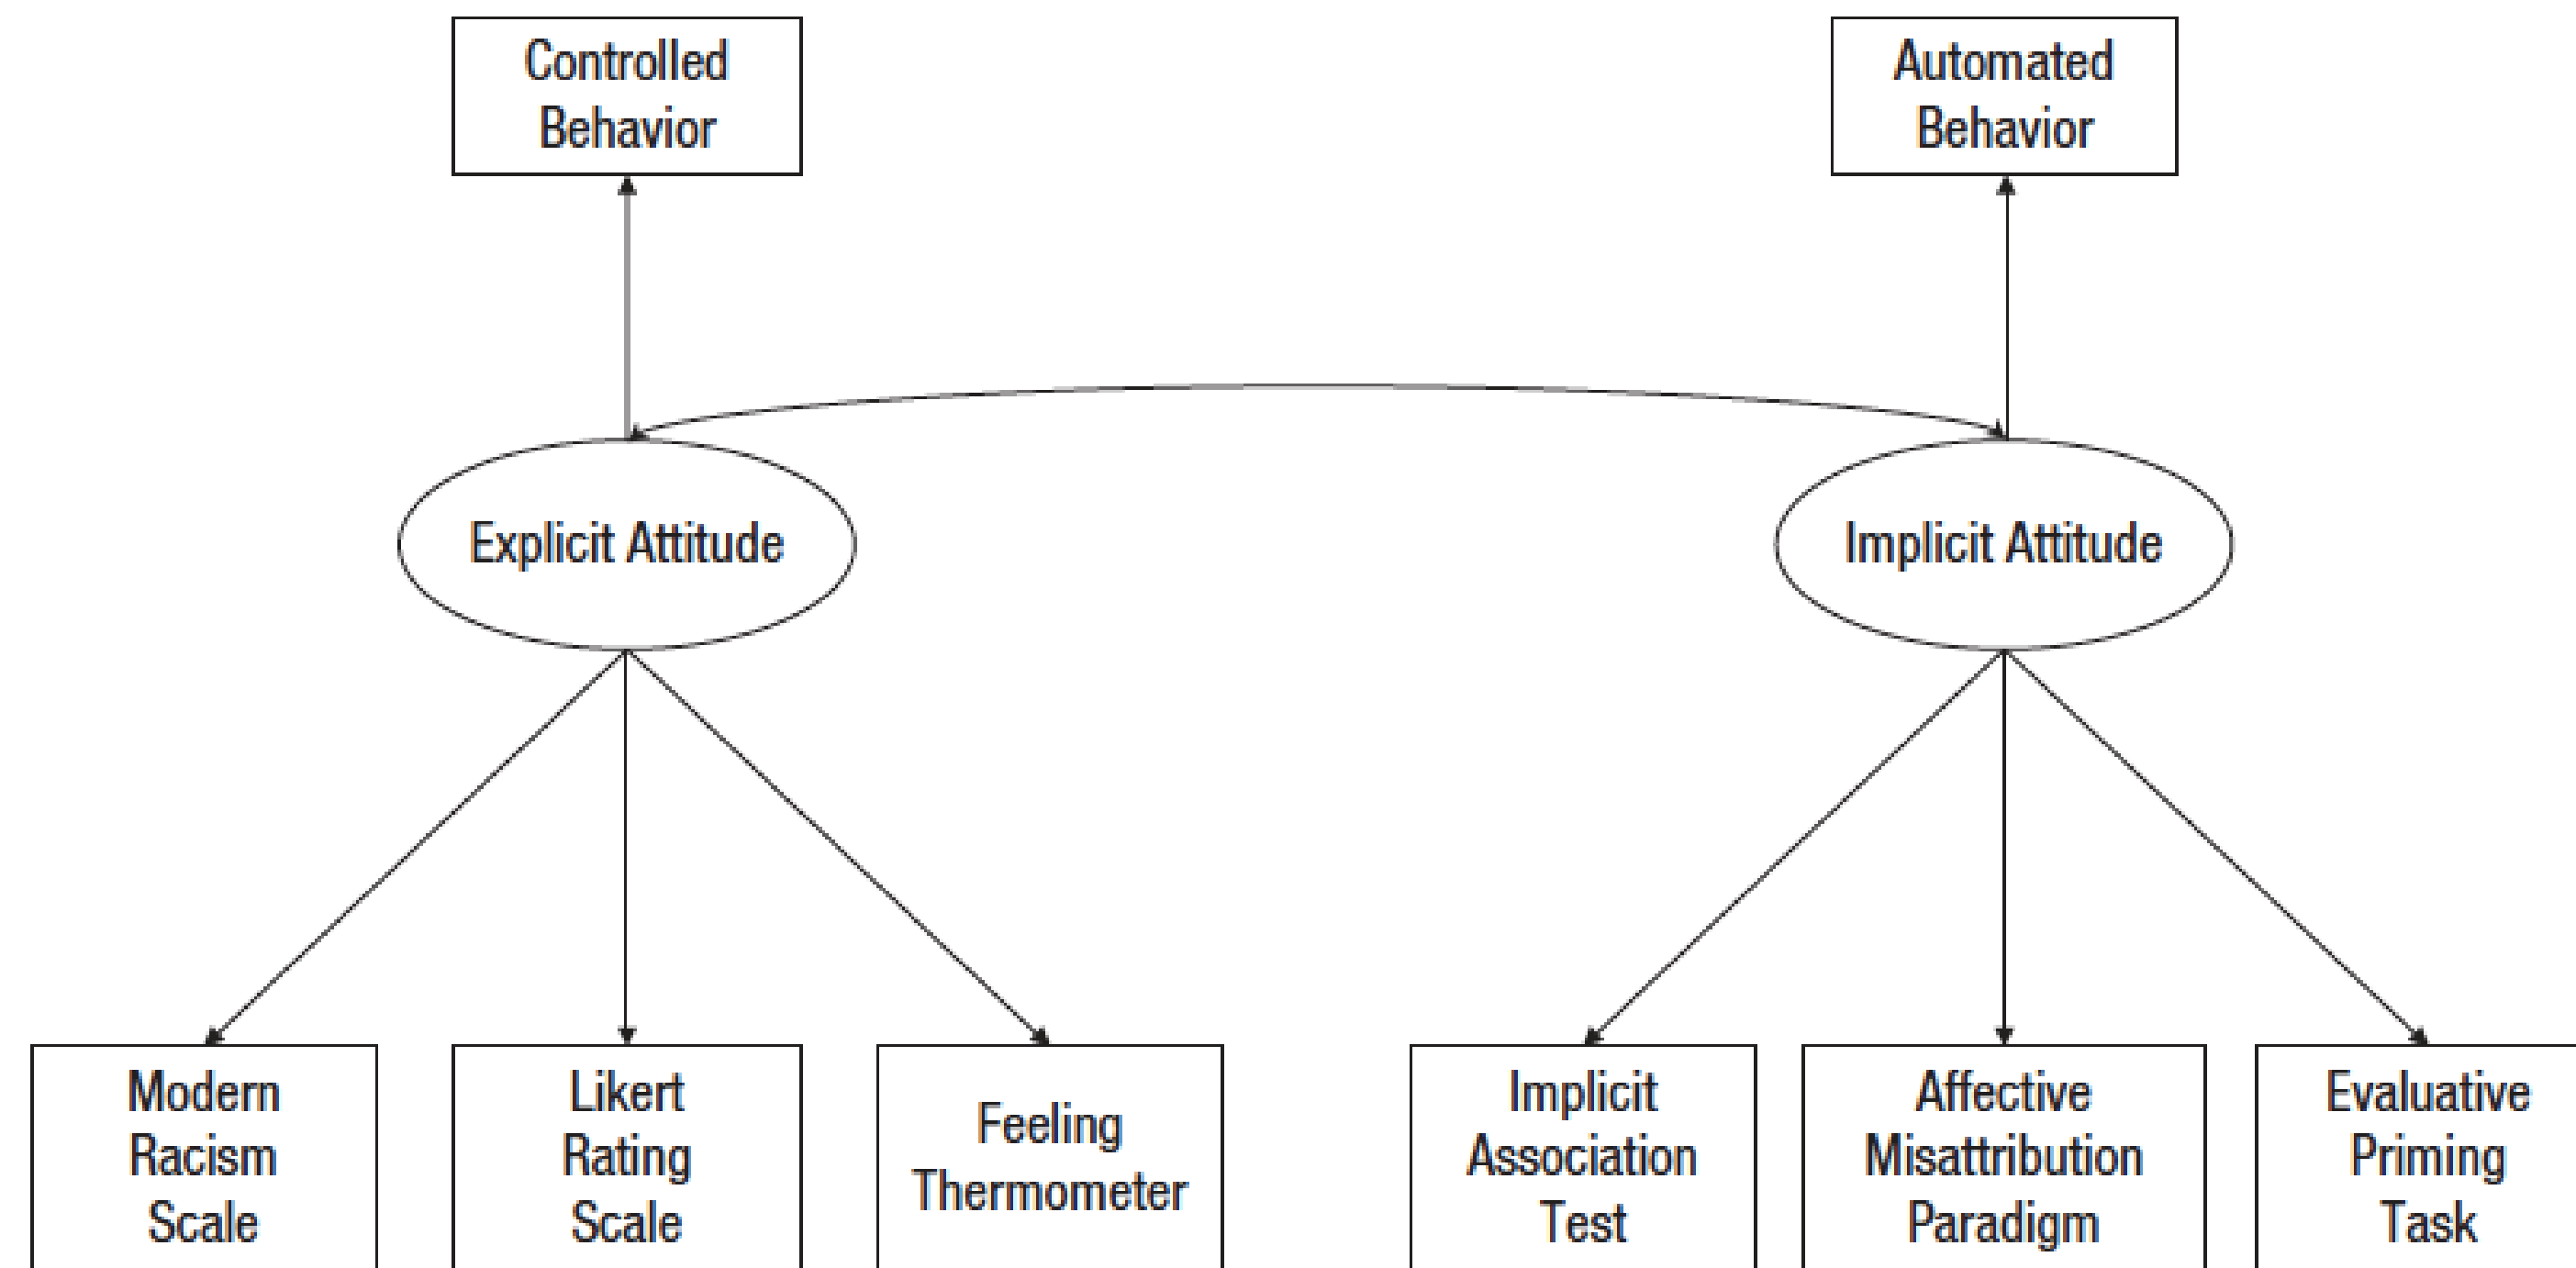 Controlled
Behavior
Automated
Behavior
Explicit Attitude
Implicit Attitude
Modern
Racism
Scale
Likert
Rating
Scale
Feeling
Thermometer
Implicit
Association
Test
Affective
Misattribution
Paradigm
Evaluative
Priming
Task